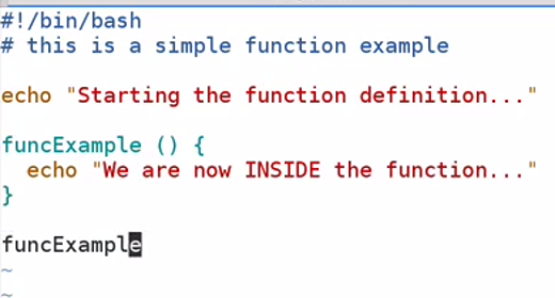 #!/bin/bash
# this is a simple function example
echo "Starting the function definition..."
funcExample () {
  echo "We are now INSIDE the function..."
}
funcExample
~
~